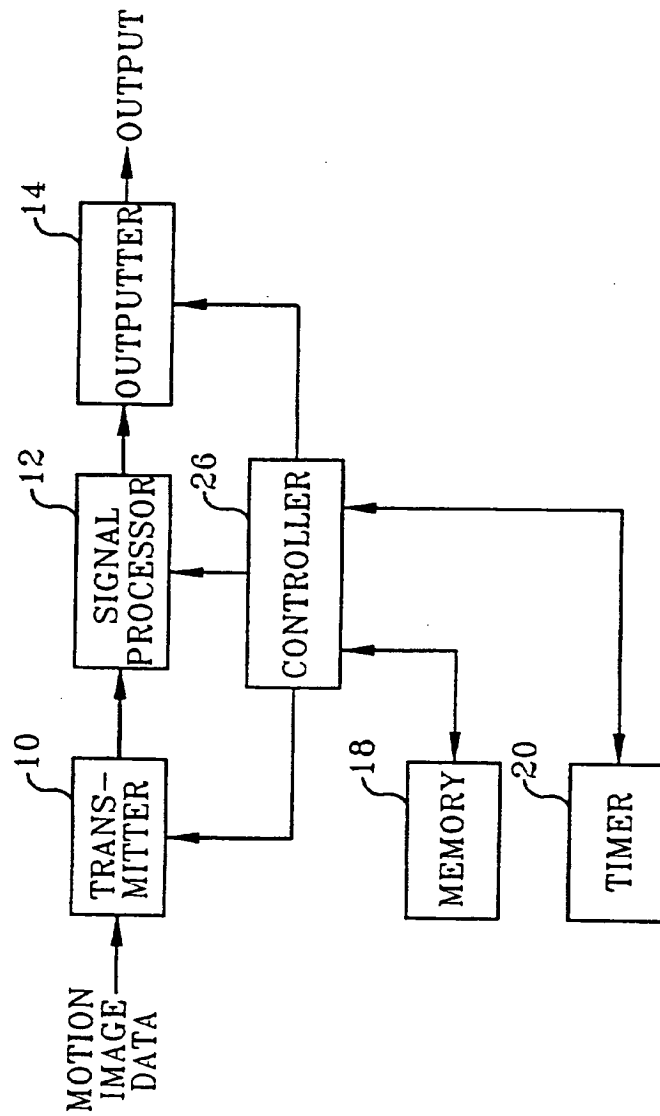 MOTION
IMAGE
DATA
10
TRANS-
MITTER
12
SIGNAL
PROCESSOR
14
OUTPUTTER
OUTPUT
26
CONTROLLER
18
MEMORY
20
TIMER